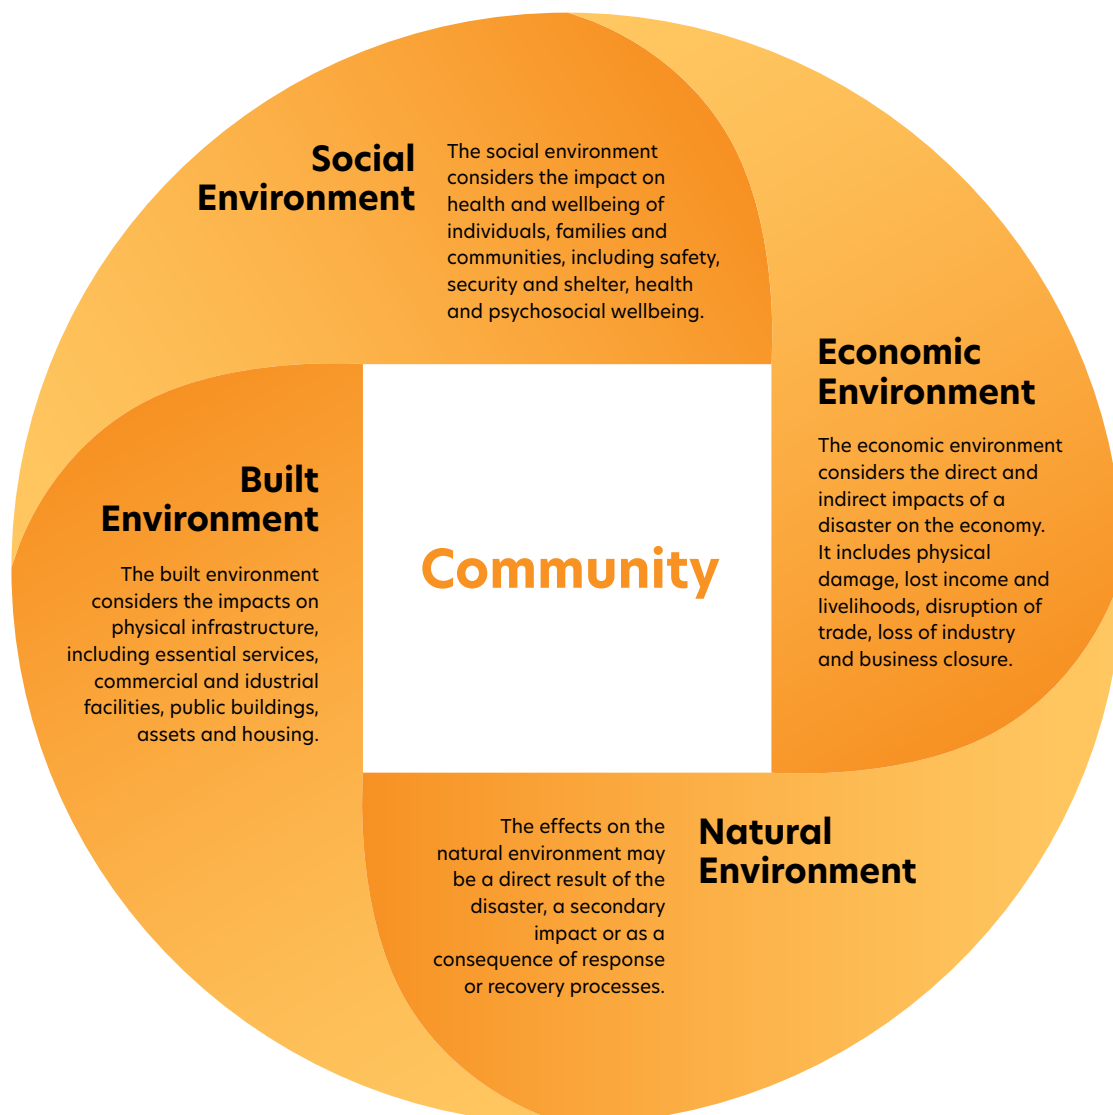 Social
Environment
The social environment
considers the impact on
health and wellbeing of
individuals, families and
communities, including safety,
security and shelter, health
and psychosocial wellbeing.
Economic
Environment
The economic environment
considers the direct and
indirect impacts of a
disaster on the economy.
It includes physical
damage, lost income and
livelihoods, disruption of
trade, loss of industry
and business closure.
Built
Environment
The built environment
considers the impacts on
physical infrastructure,
including essential services,
commercial and idustrial
facilities, public buildings,
assets and housing.
Community
The effects on the
natural environment may
be a direct result of the
disaster, a secondary
impact or as a
consequence of response
or recovery processes.
Natural
Environment